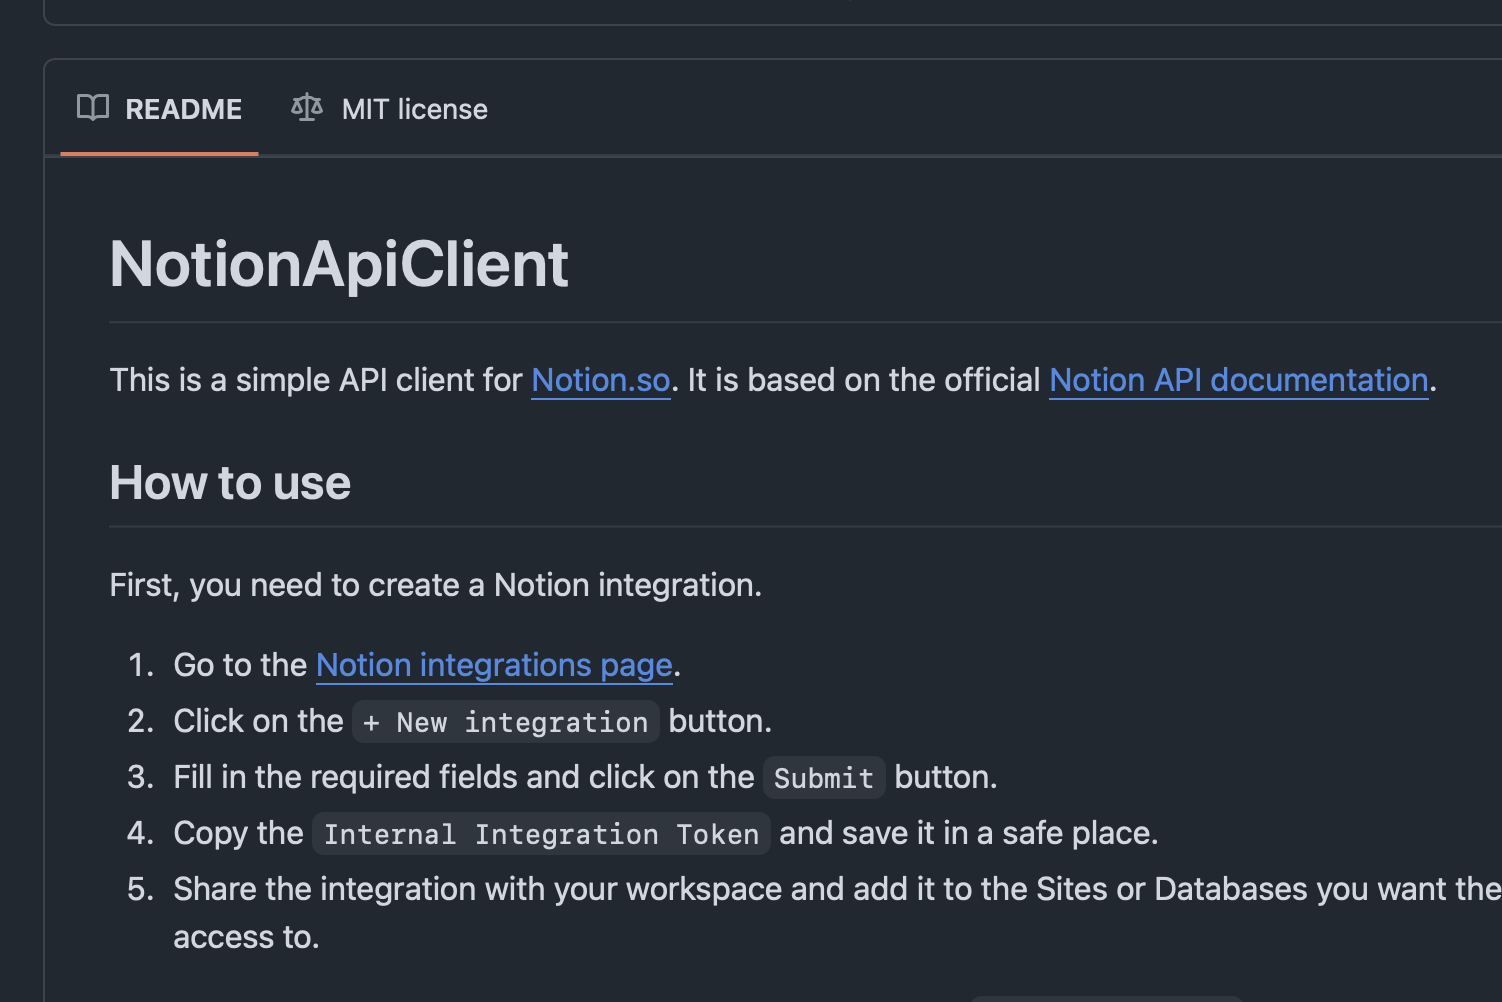 README MIT license
NotionApiClient
This is a simple API client for Notion.so. It is based on the official Notion API documentation.
How to use
First, you need to create a Notion integration.
1. Go to the Notion integrations page.
2. Click on the + New integration button.
3. Fill in the required fields and click on the Submit button.
4. Copy the Internal Integration Token and save it in a safe place.
5. Share the integration with your workspace and add it to the Sites or Databases you want the
access to.